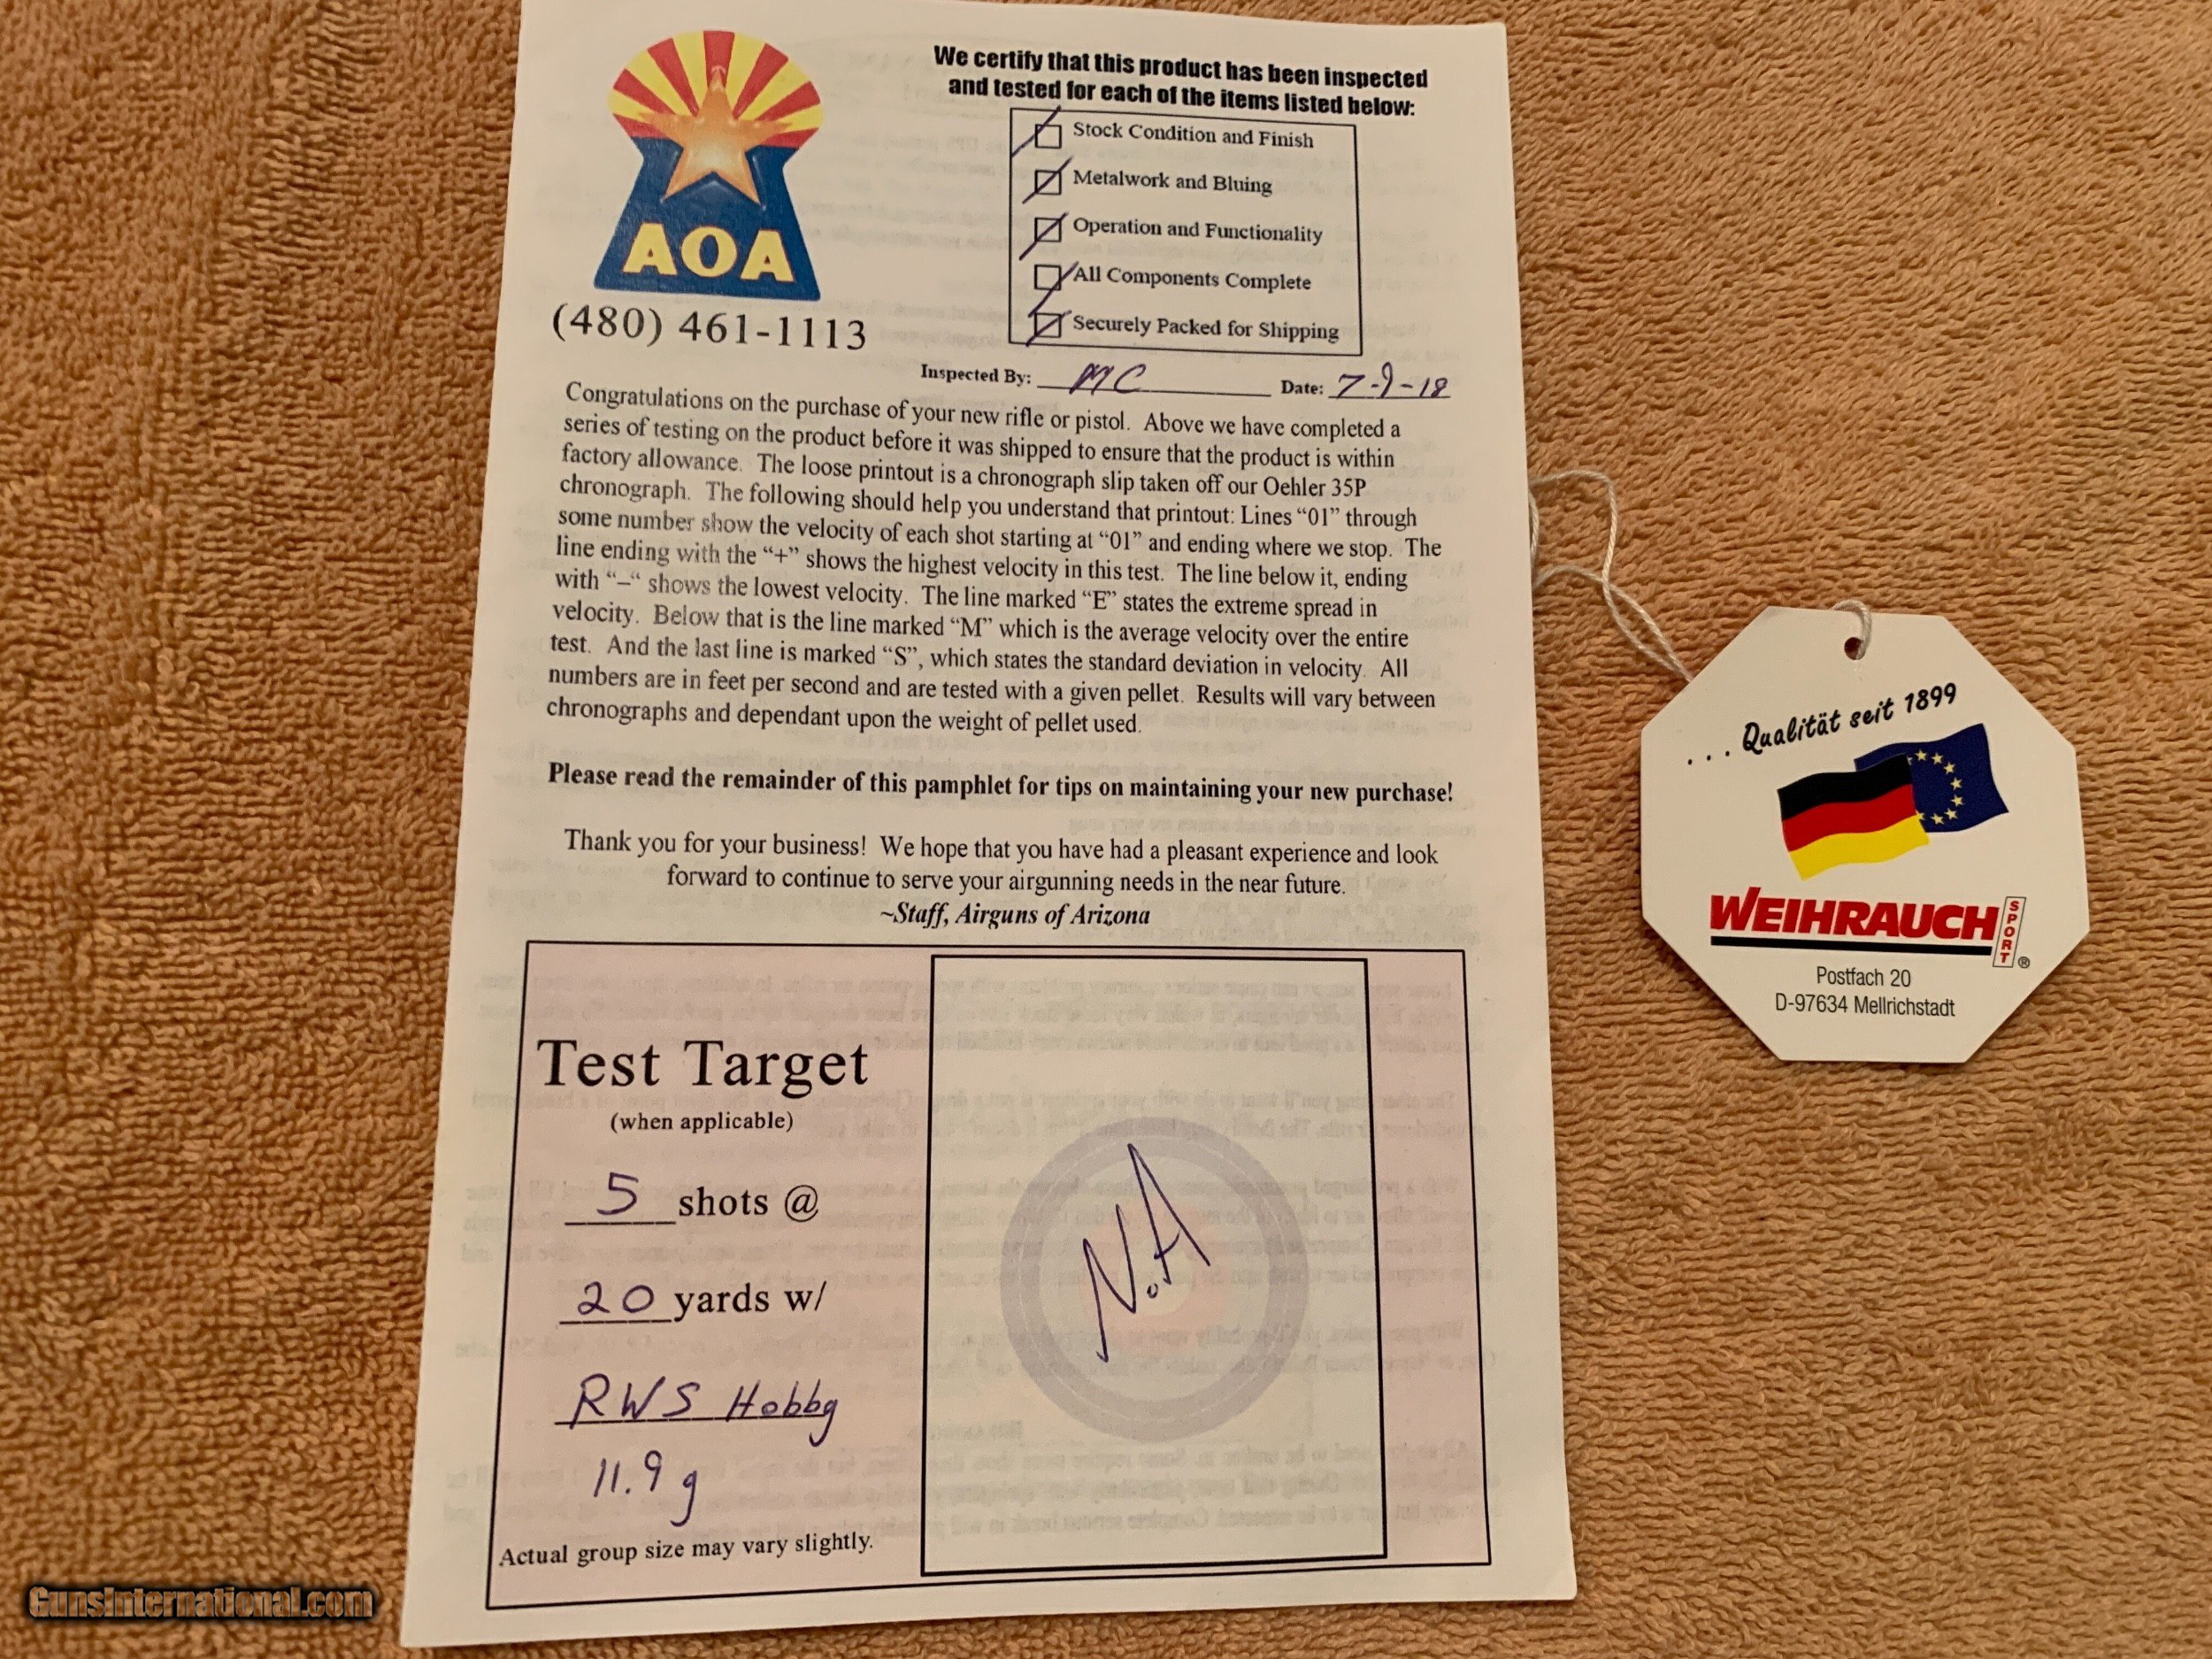 We certify that this product has been inspected
and tested for each of the items listed below:
Stock Condition and Finish
Metalwork and Bluing
Operation and Functionality
All Components Complete
Securely Packed for Shipping
AOA
(480) 461-1113
Inspected By: MC Date: 7-9-18
Congratulations on the purchase of your new rifle or pistol. Above we have completed a
series of testing on the product before it was shipped to ensure that the product is within
factory allowance. The loose printout is a chronograph slip taken off our Oehler 35P
chronograph. The following should help you understand that printout: Lines “01” through
some number show the velocity of each shot starting at “01” and ending where we stop. The
line ending with the “+” shows the highest velocity in this test. The line below it, ending
with “–“ shows the lowest velocity. The line marked “E” states the extreme spread in
velocity. Below that is the line marked “M” which is the average velocity over the entire
test. And the last line is marked “S”, which states the standard deviation in velocity. All
numbers are in feet per second and are tested with a given pellet. Results will vary between
chronographs and dependant upon the weight of pellet used.
Please read the remainder of this pamphlet for tips on maintaining your new purchase!
Thank you for your business! We hope that you have had a pleasant experience and look
forward to continue to serve your airgunning needs in the near future.
~Staff, Airguns of Arizona
Test Target
(when applicable)
5 shots @
20 yards w/
RWS Hobby
11.9 g
Actual group size may vary slightly.
N.A
... Qualität seit 1899
WEIHRAUCH SPORT ®
Postfach 20
D-97634 Mellrichstadt
GunsInternational.com